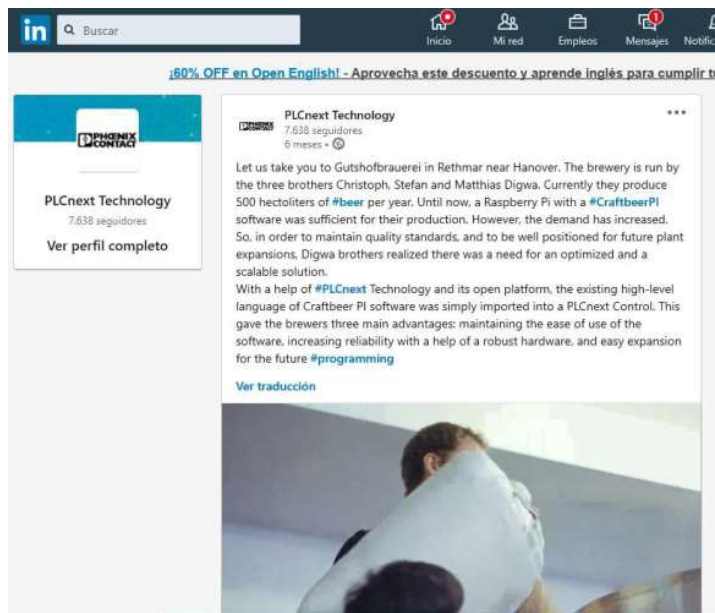 in
Buscar
Inicio
Mi red
Empleos
Mensajes
1
¡60% OFF en Open English! - Aprovecha este descuento y aprende inglés para cumplir
PHŒNIX
CONTACT
PLCnext Technology
7.638 seguidores
Ver perfil completo
PHŒNIX
CONTACT
PLCnext Technology
7.638 seguidores
6 meses •
Let us take you to Gutshofbrauerei in Rethmar near Hanover. The brewery is run by
the three brothers Christoph, Stefan and Matthias Digwa. Currently they produce
500 hectoliters of #beer per year. Until now, a Raspberry Pi with a #CraftbeerPI
software was sufficient for their production. However, the demand has increased.
So, in order to maintain quality standards, and to be well positioned for future plant
expansions, Digwa brothers realized there was a need for an optimized and a
scalable solution.
With a help of #PLCnext Technology and its open platform, the existing high-level
language of Craftbeer PI software was simply imported into a PLCnext Control. This
gave the brewers three main advantages: maintaining the ease of use of the
software, increasing reliability with a help of a robust hardware, and easy expansion
for the future #programming
Ver traducción